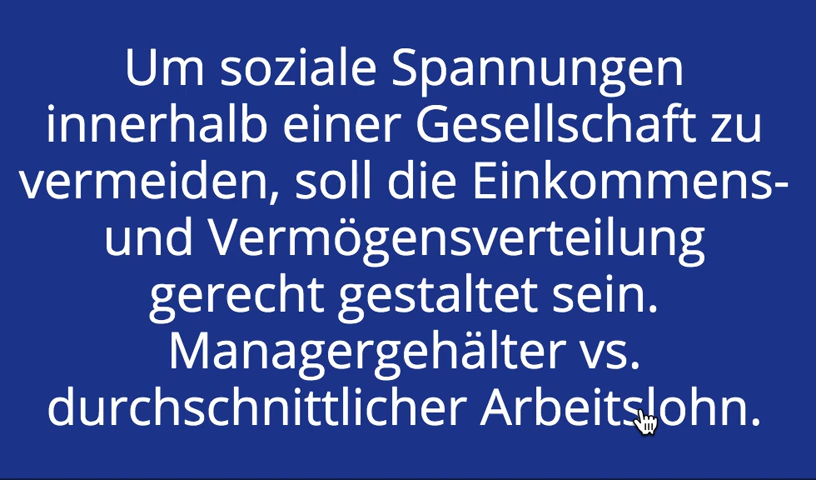 Um soziale Spannungen
innerhalb einer Gesellschaft zu
vermeiden, soll die Einkommens-
und Vermögensverteilung
gerecht gestaltet sein.
Managergehälter vs.
durchschnittlicher Arbeitslohn.